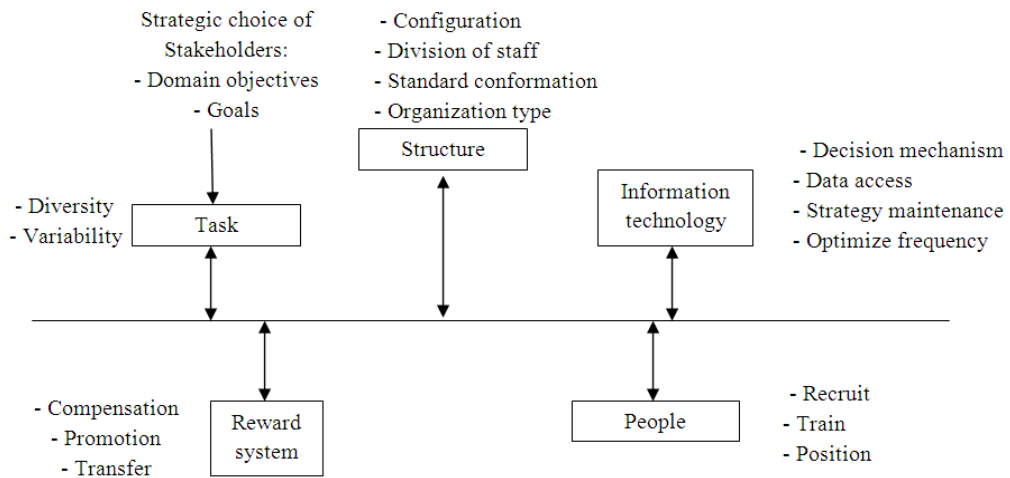 Strategic choice of
Stakeholders:
- Domain objectives
- Goals
- Configuration
- Division of staff
- Standard conformation
- Organization type
Structure
- Decision mechanism
- Data access
- Strategy maintenance
- Optimize frequency
Information
technology
- Diversity
- Variability
Task
- Compensation
- Promotion
- Transfer
Reward
system
People
- Recruit
- Train
- Position